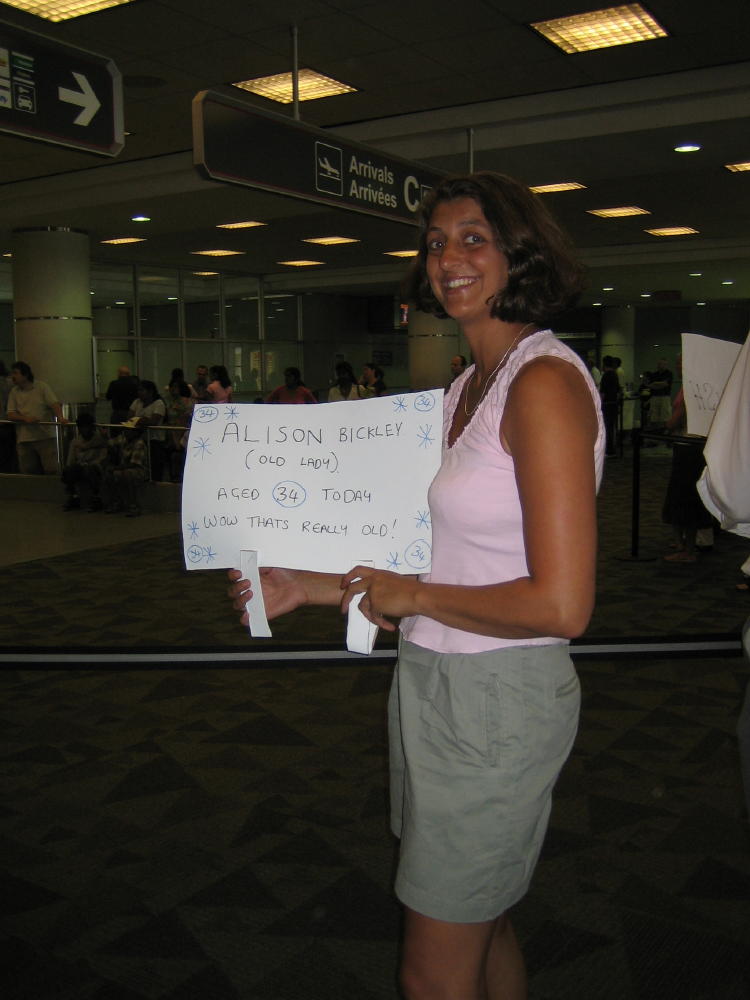 Arrivals
Arrivées
C
34
34
ALISON BICKLEY
(OLD LADY)
AGED 34 TODAY
WOW THATS REALLY OLD!
34
34